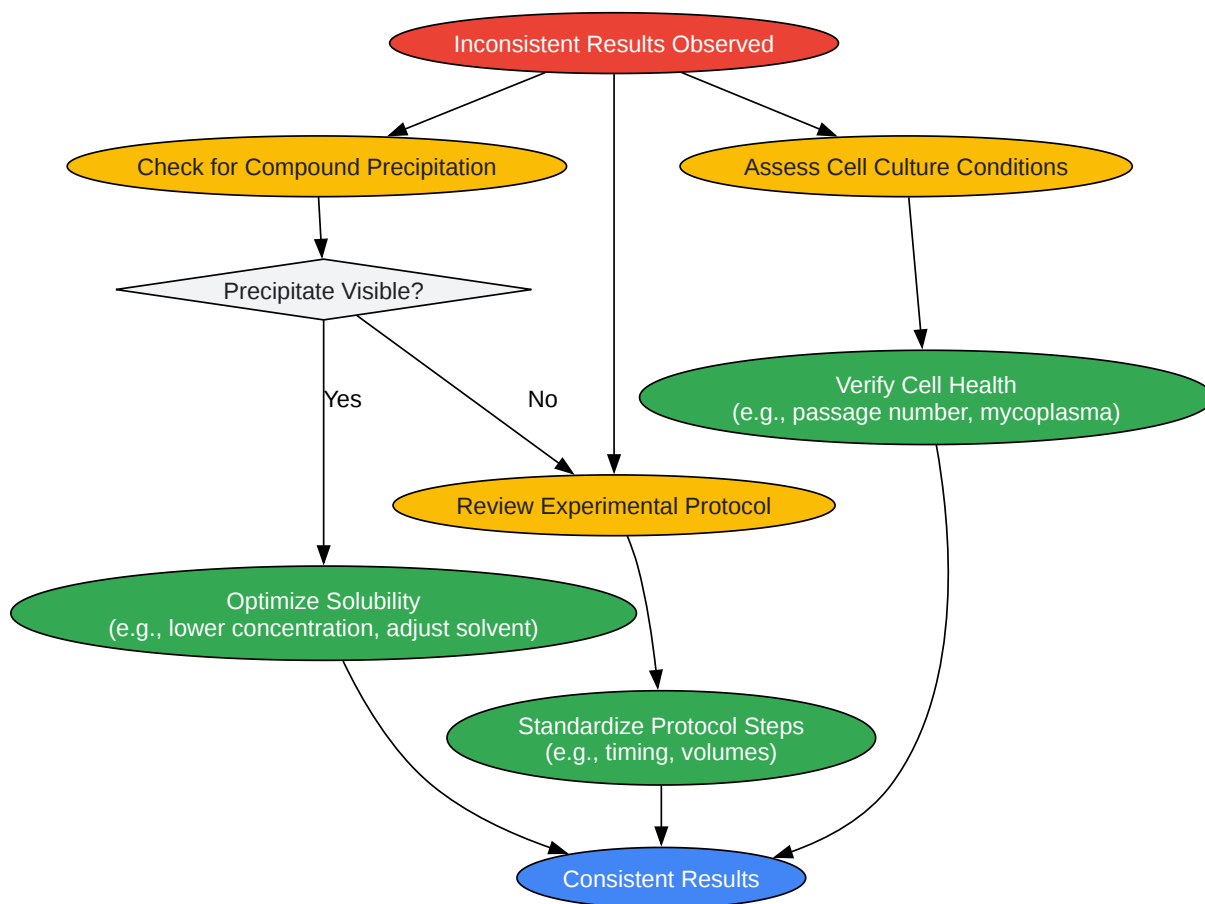 Inconsistent Results Observed
Check for Compound Precipitation
Assess Cell Culture Conditions
Precipitate Visible?
Verify Cell Health
(e.g., passage number, mycoplasma)
Yes
No
Review Experimental Protocol
Optimize Solubility
(e.g., lower concentration, adjust solvent)
Standardize Protocol Steps
(e.g., timing, volumes)
Consistent Results